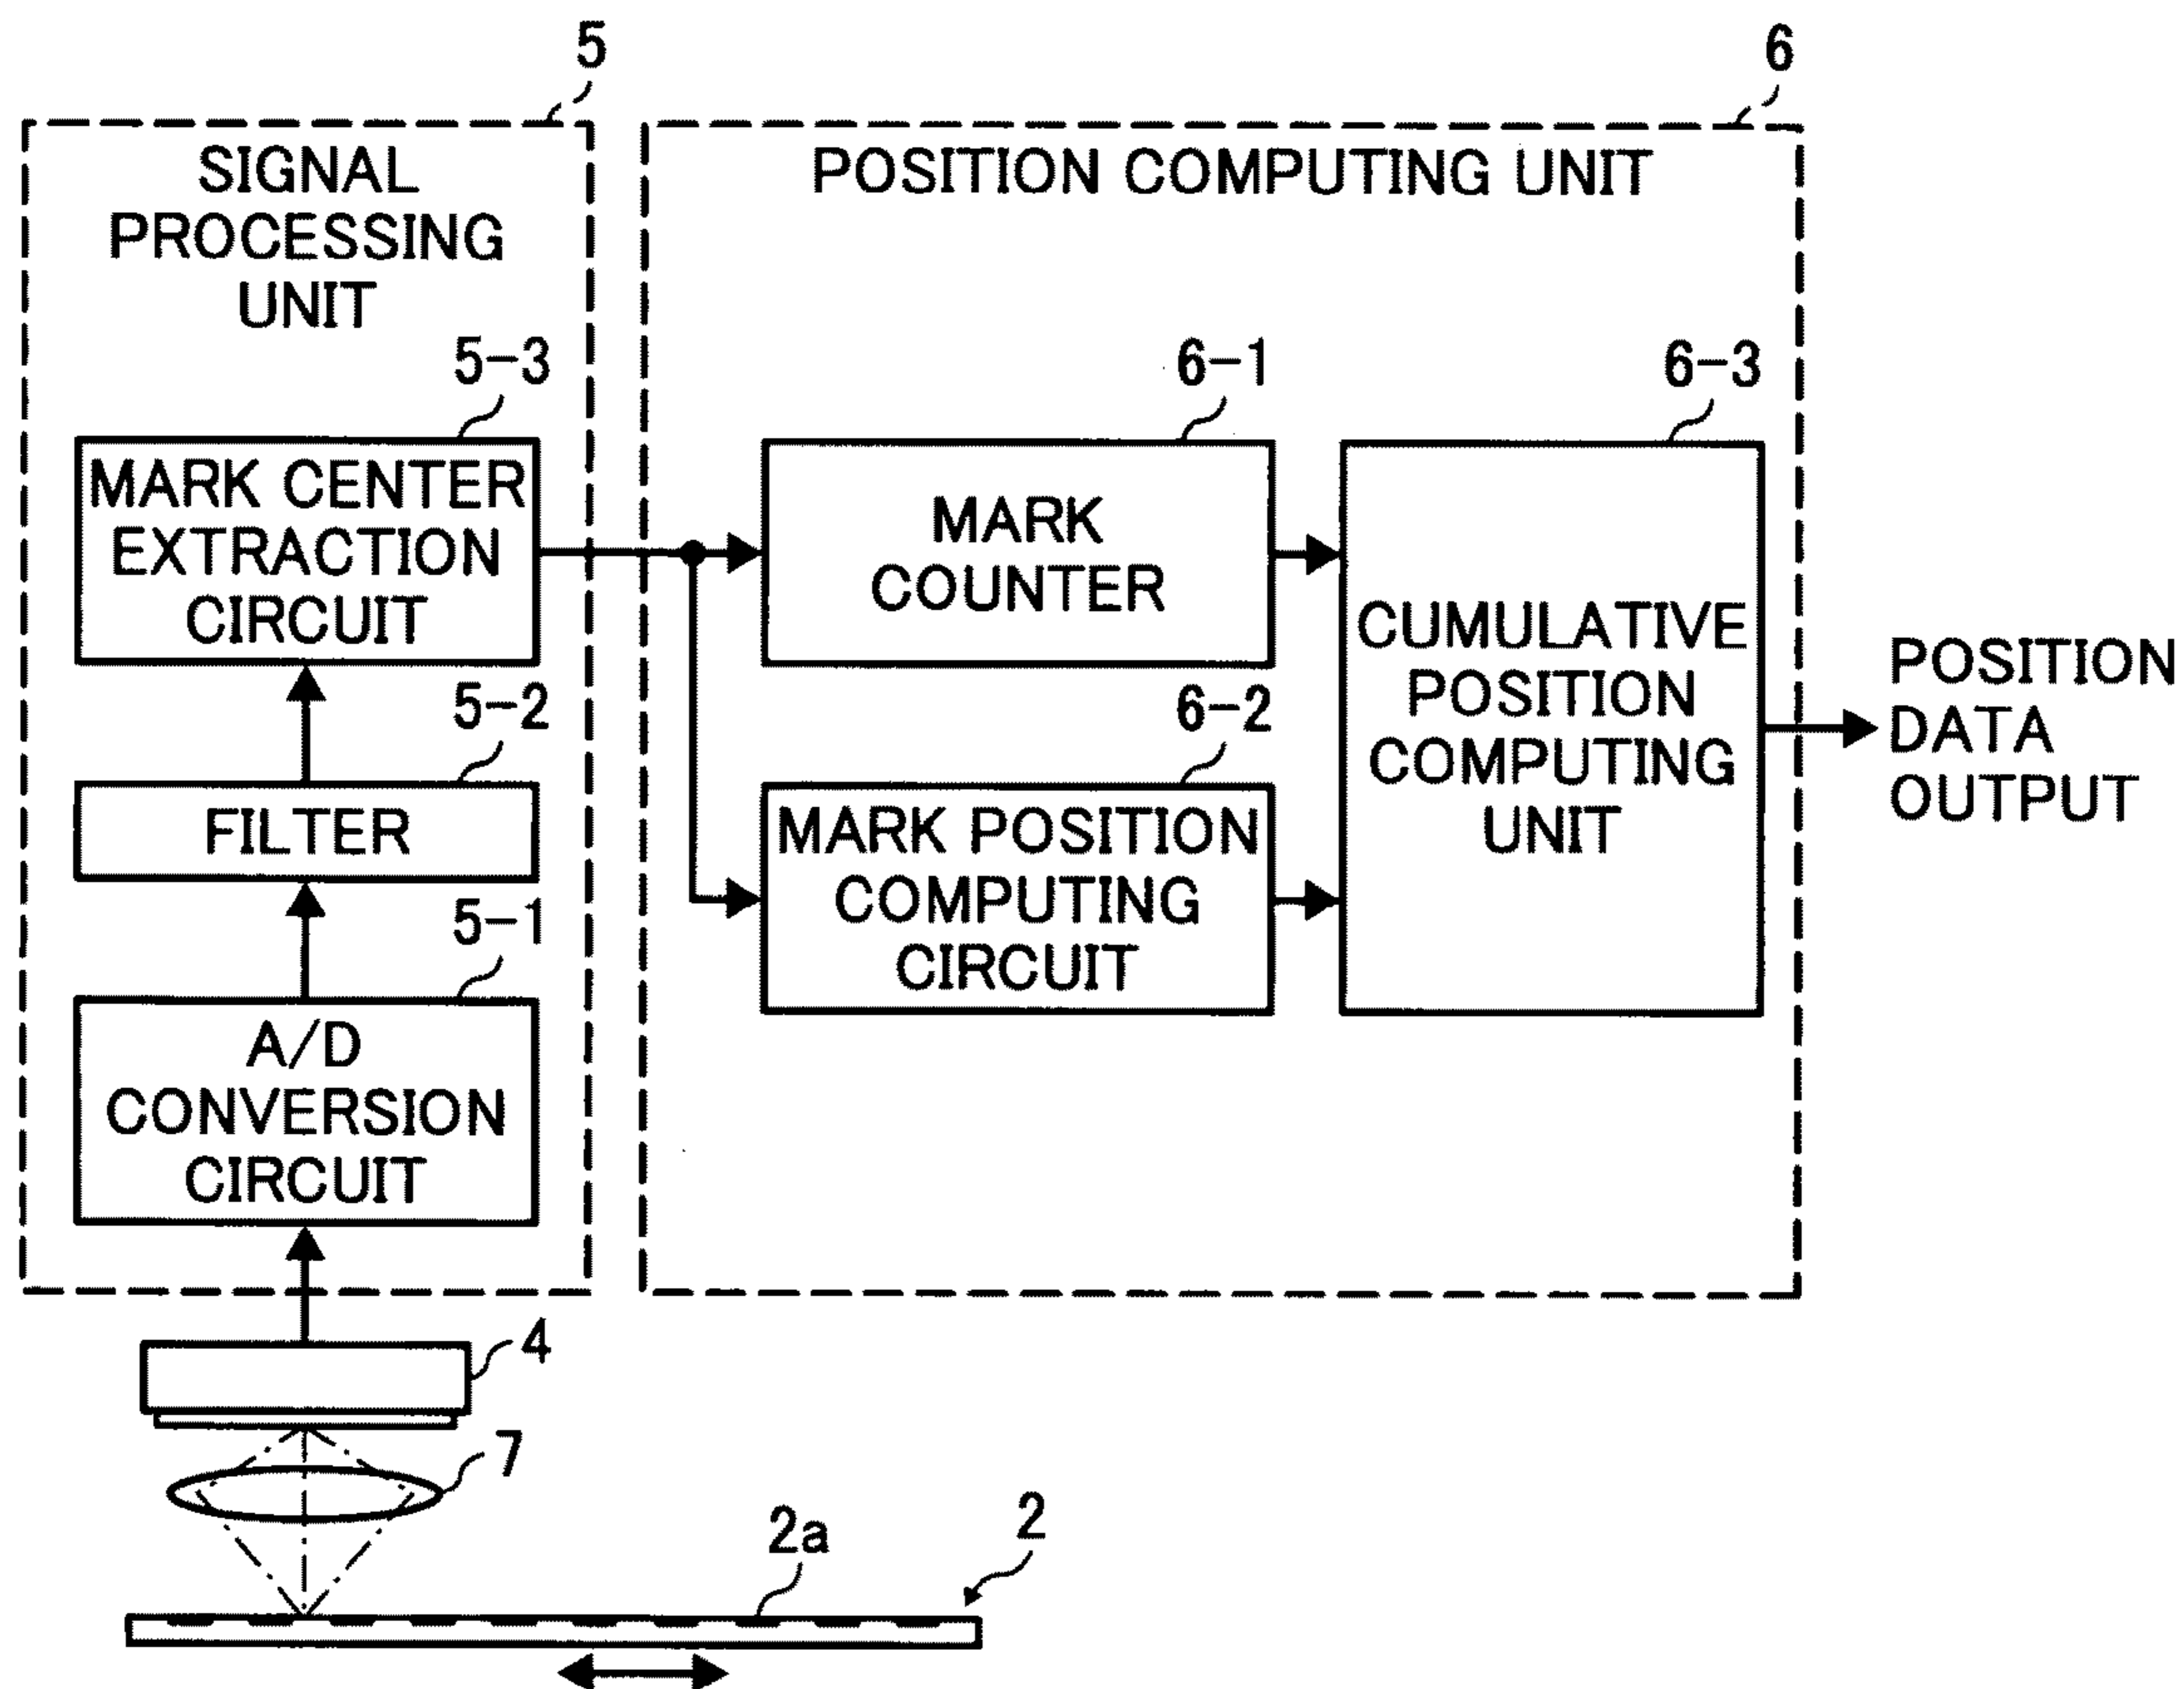 5
6
SIGNAL
PROCESSING
UNIT
POSITION COMPUTING UNIT
5-3
6-1
6-3
MARK CENTER
EXTRACTION
CIRCUIT
MARK
COUNTER
CUMULATIVE
POSITION
COMPUTING
UNIT
POSITION
DATA
OUTPUT
5-2
6-2
FILTER
MARK POSITION
COMPUTING
CIRCUIT
5-1
A/D
CONVERSION
CIRCUIT
4
7
2a
2